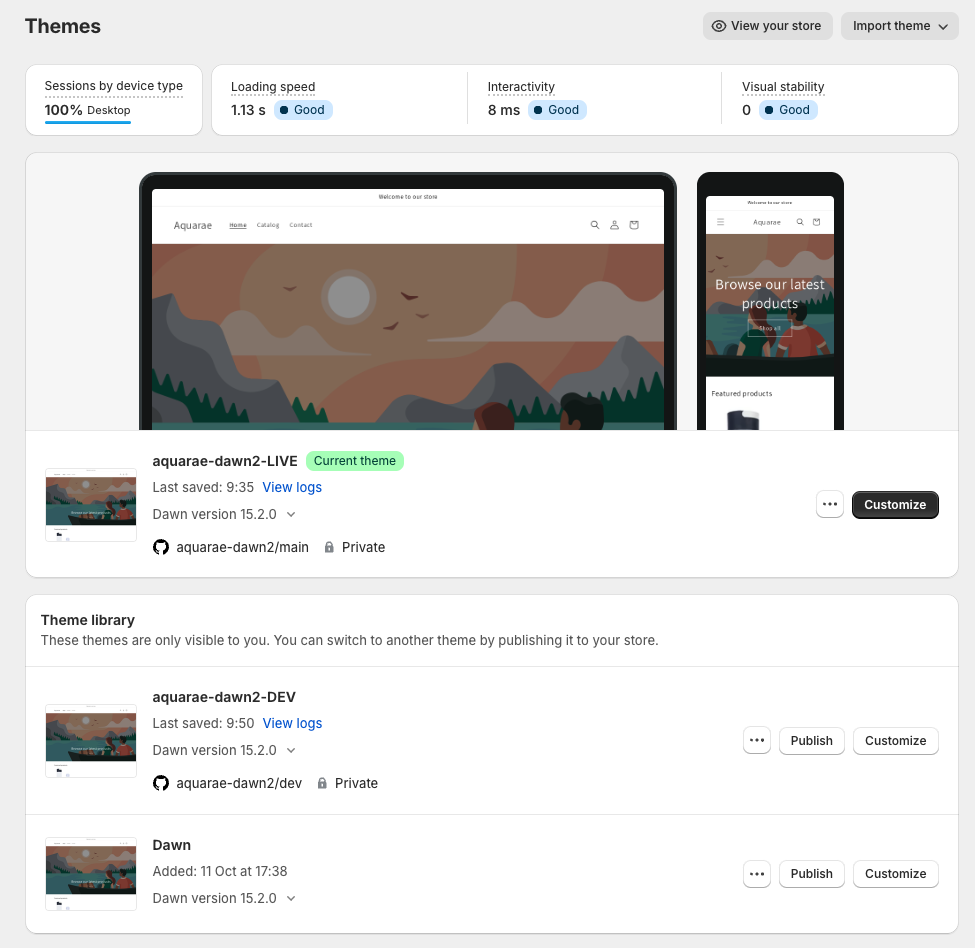 Themes
View your store
Import theme
Sessions by device type
100% Desktop
Loading speed
1.13 s Good
Interactivity
8 ms Good
Visual stability
0 Good
Welcome to our store
Aquarae Home Catalog Contact
Welcome to our store
Aquarae
Browse our latest
products
Shop all
Featured products
aquarae-dawn2-LIVE Current theme
Last saved: 9:35 View logs
Dawn version 15.2.0
aquarae-dawn2/main Private
Customize
Theme library
These themes are only visible to you. You can switch to another theme by publishing it to your store.
aquarae-dawn2-DEV
Last saved: 9:50 View logs
Dawn version 15.2.0
aquarae-dawn2/dev Private
Publish
Customize
Dawn
Added: 11 Oct at 17:38
Dawn version 15.2.0
Publish
Customize